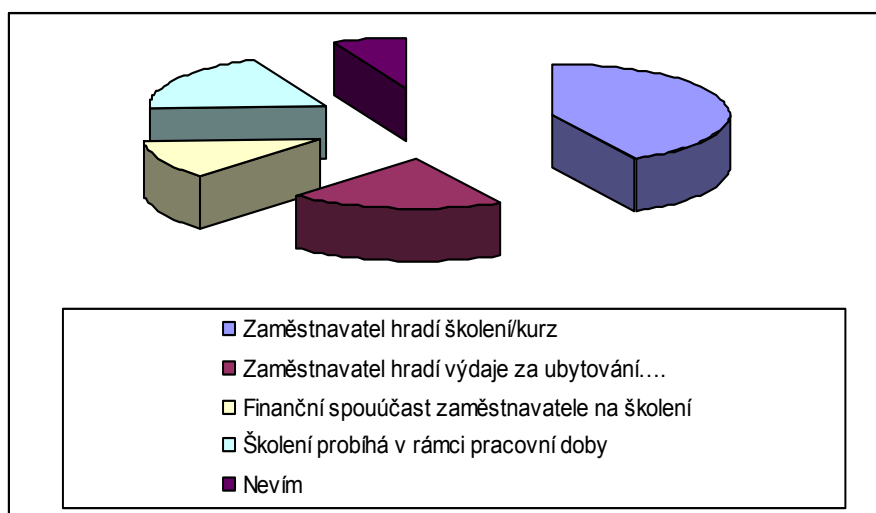 Zaměstnavatel hradí školení/kurz
Zaměstnavatel hradí výdaje za ubytování....
Finanční spouúčast zaměstnavatele na školení
Školení probíhá v rámci pracovní doby
Nevím